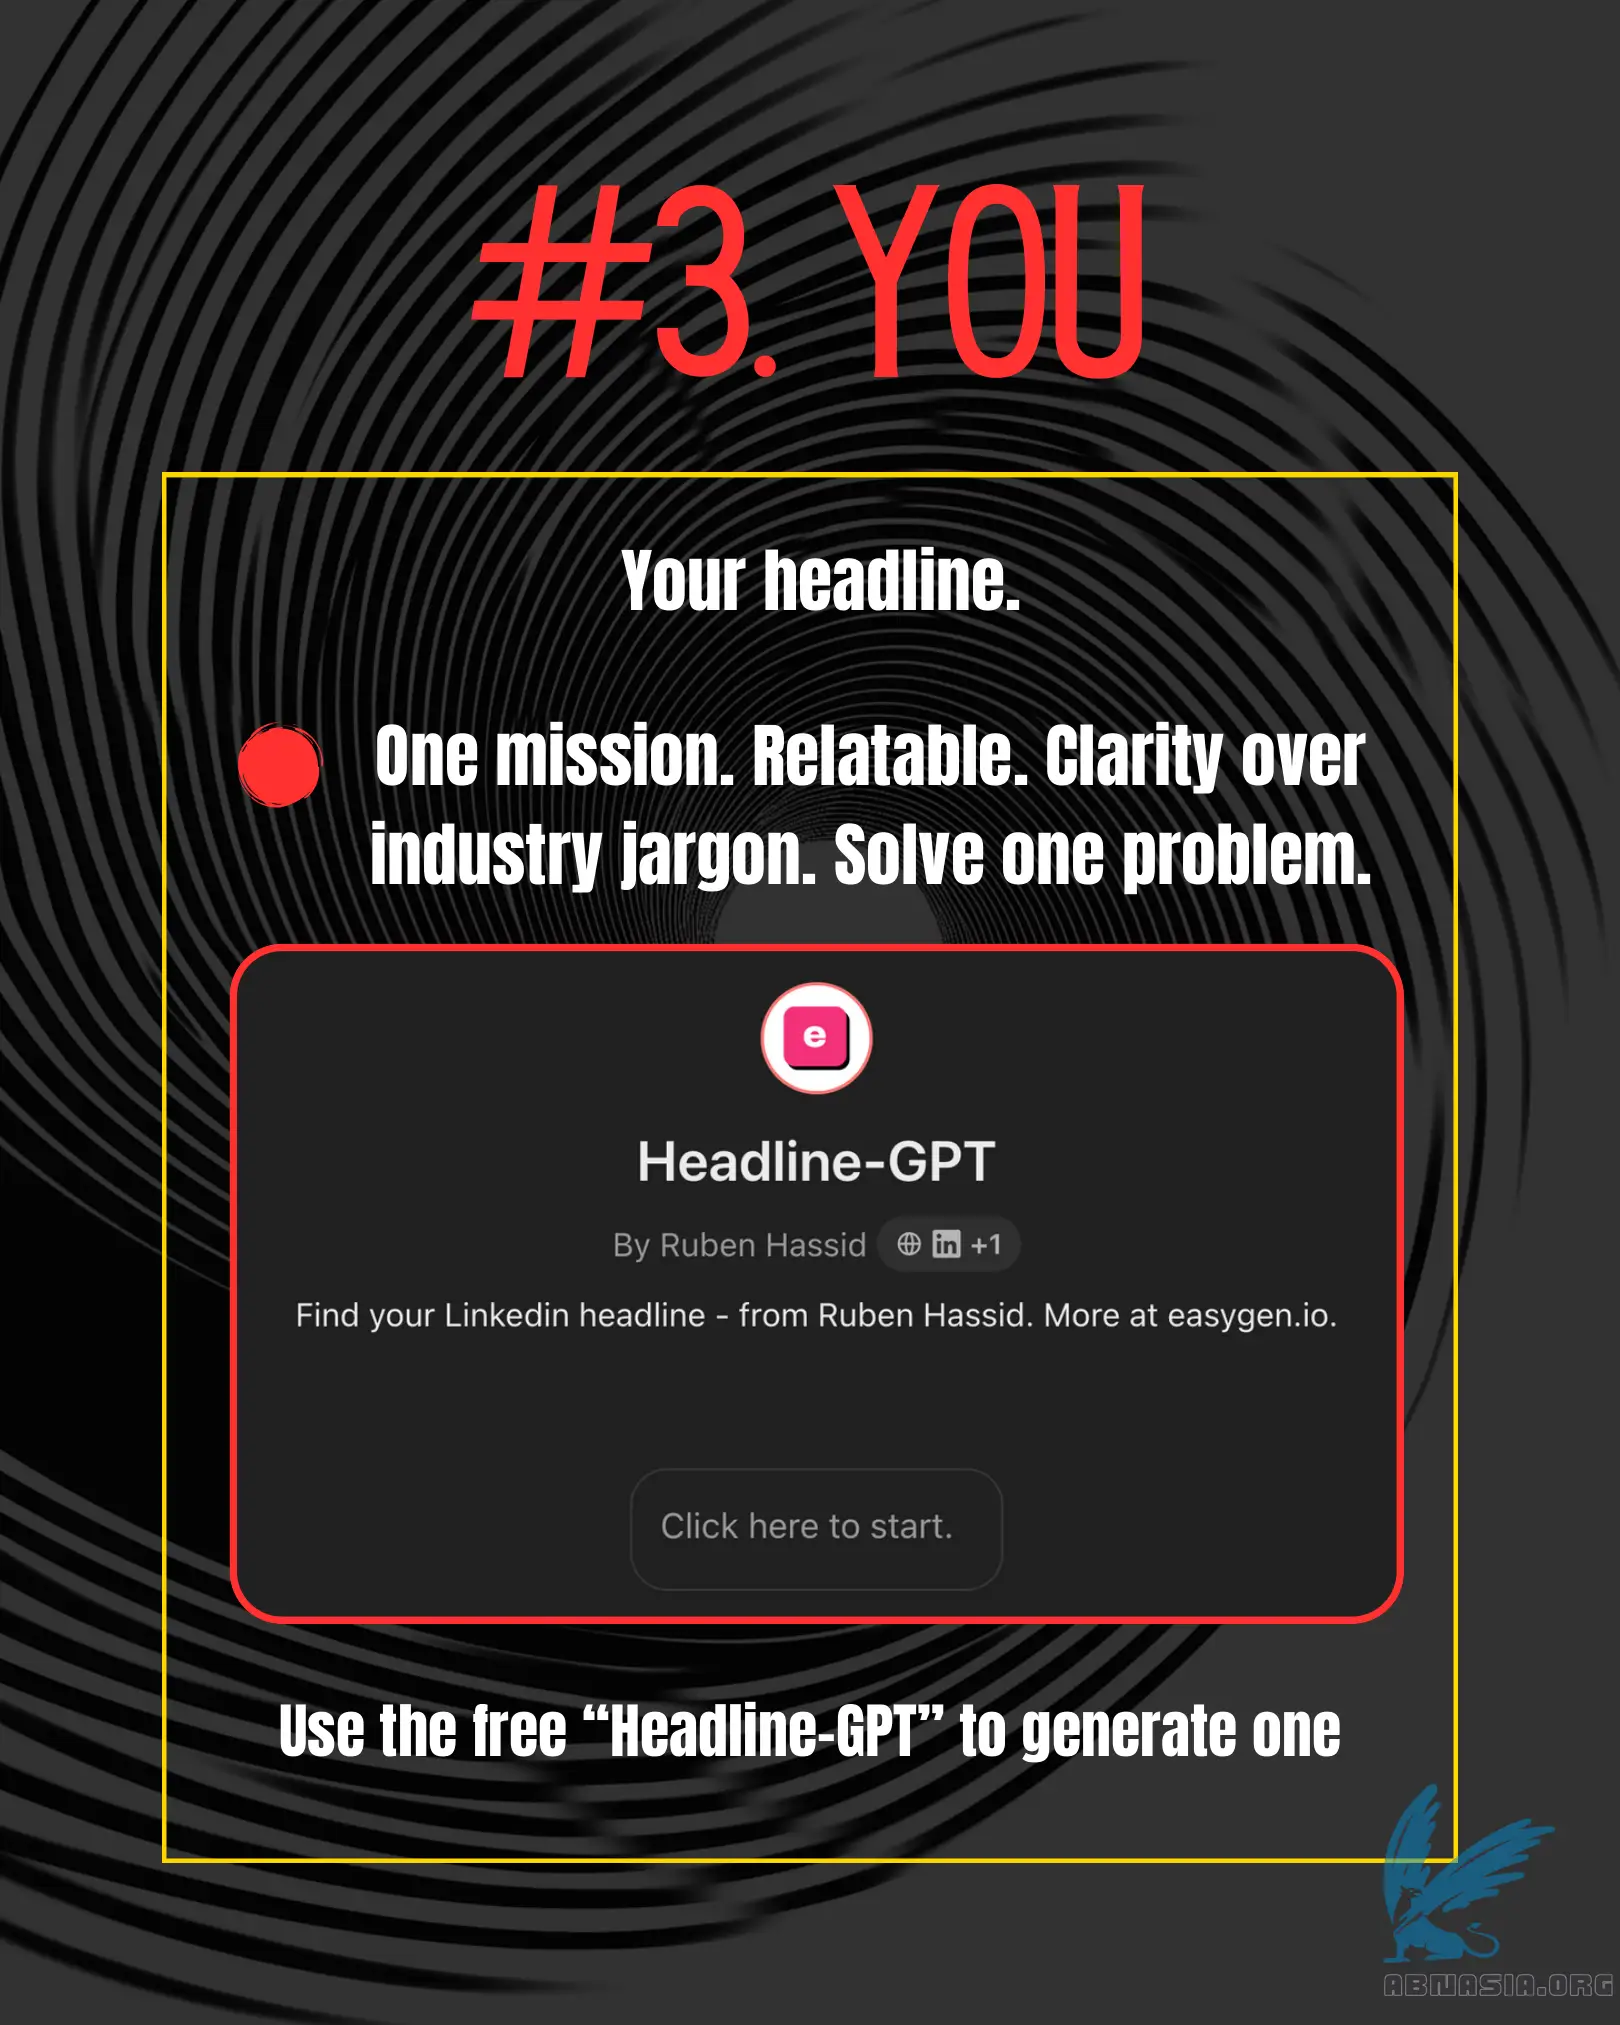 #3. YOU
Your headline.
One mission. Relatable. Clarity over
industry jargon. Solve one problem.
e
Headline-GPT
By Ruben Hassid in +1
Find your Linkedin headline - from Ruben Hassid. More at easygen.io.
Click here to start.
Use the free “Headline-GPT” to generate one
ABNASIA.ORG